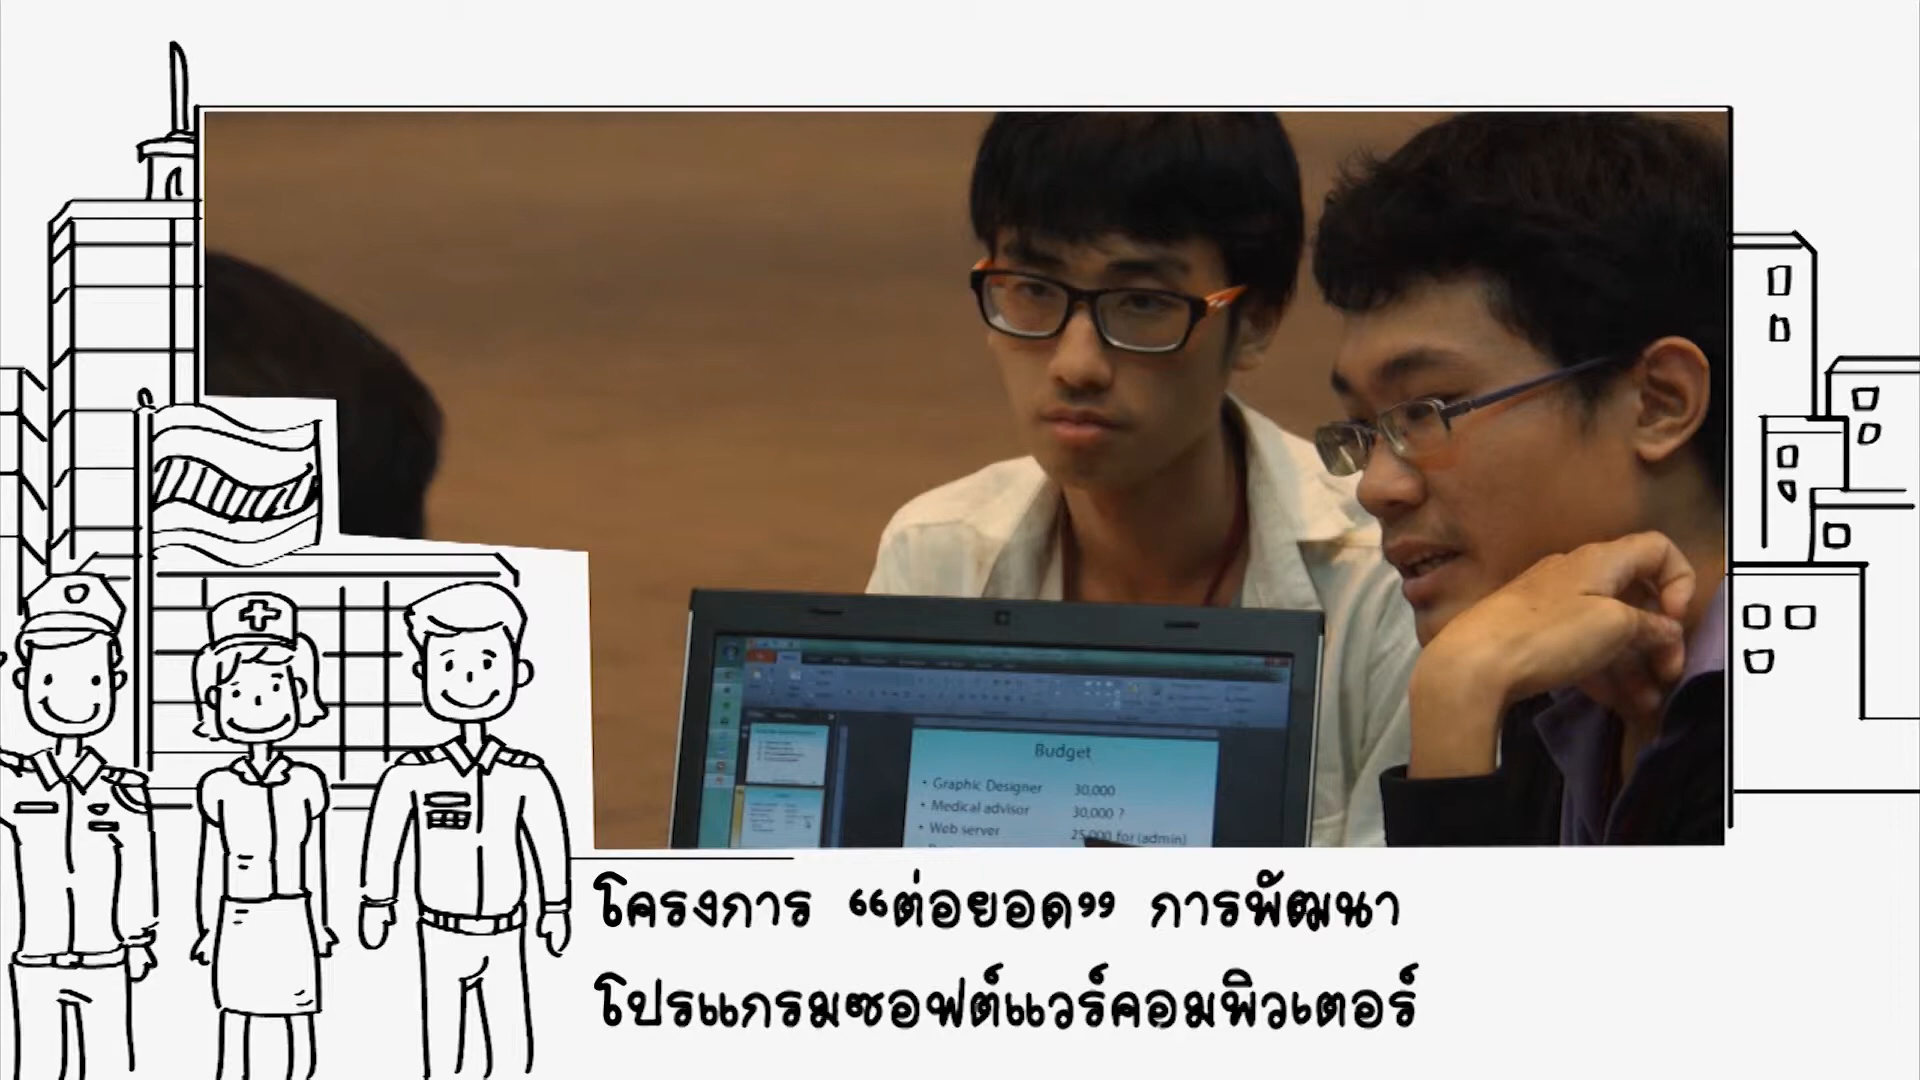 Budget
• Graphic Designer 30,000
• Medical advisor 30,000 ?
• Web server 25,000 for (admin)
โครงการ “ต่อยอด” การพัฒนา
โปรแกรมซอฟต์แวร์คอมพิวเตอร์